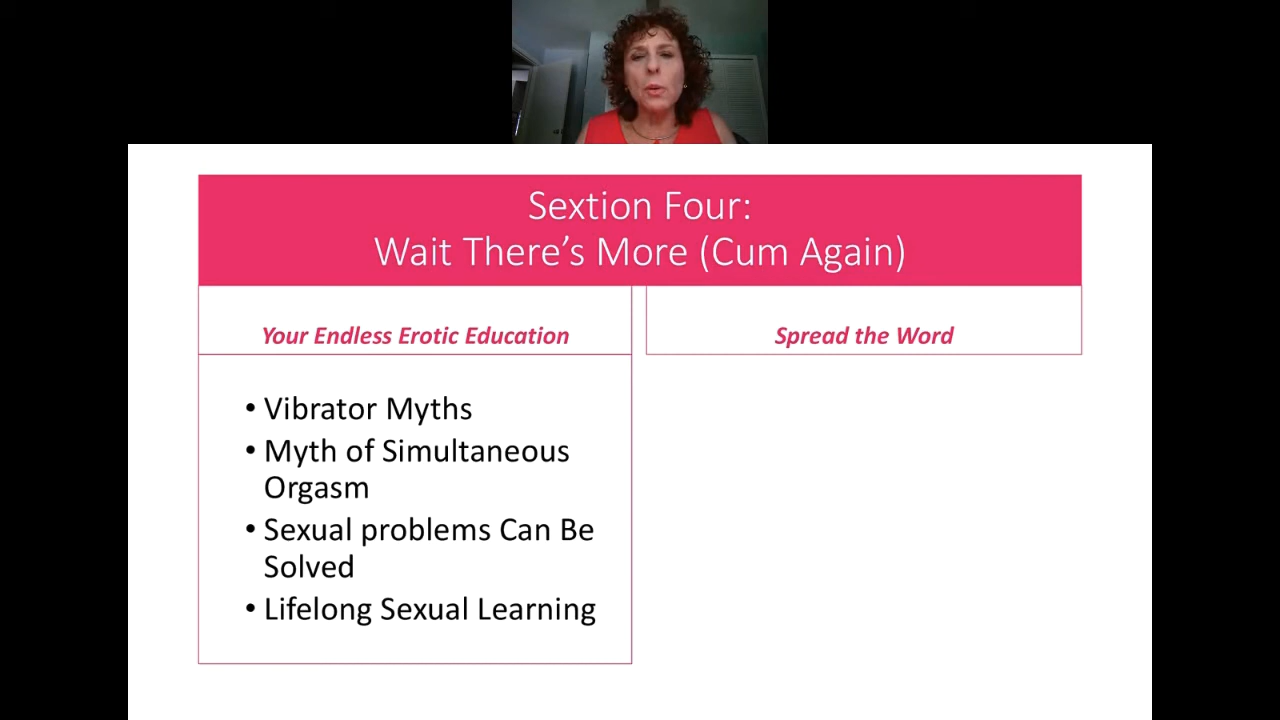 Sextion Four:
Wait There’s More (Cum Again)
Your Endless Erotic Education
Spread the Word
• Vibrator Myths
• Myth of Simultaneous
Orgasm
• Sexual problems Can Be
Solved
• Lifelong Sexual Learning